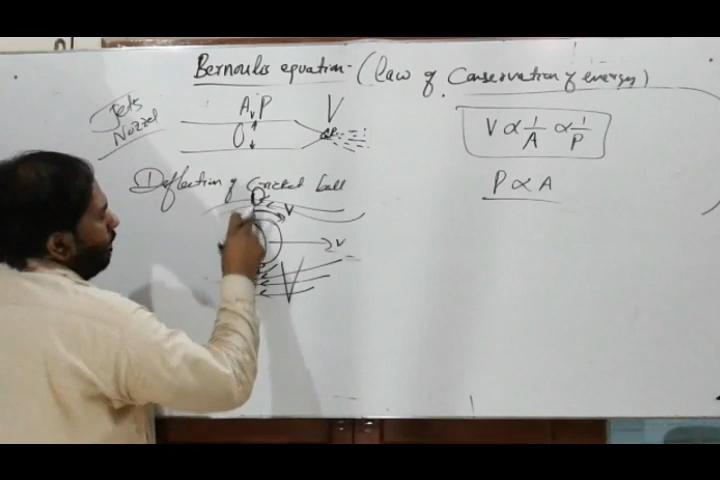 Bernoulis equation - (law of Conservation of energy)
Jets
Nozzel
A, P
V
V ∝ 1/A ∝ 1/P
P ∝ A
Deflection of Cricket ball
P
V
V
V